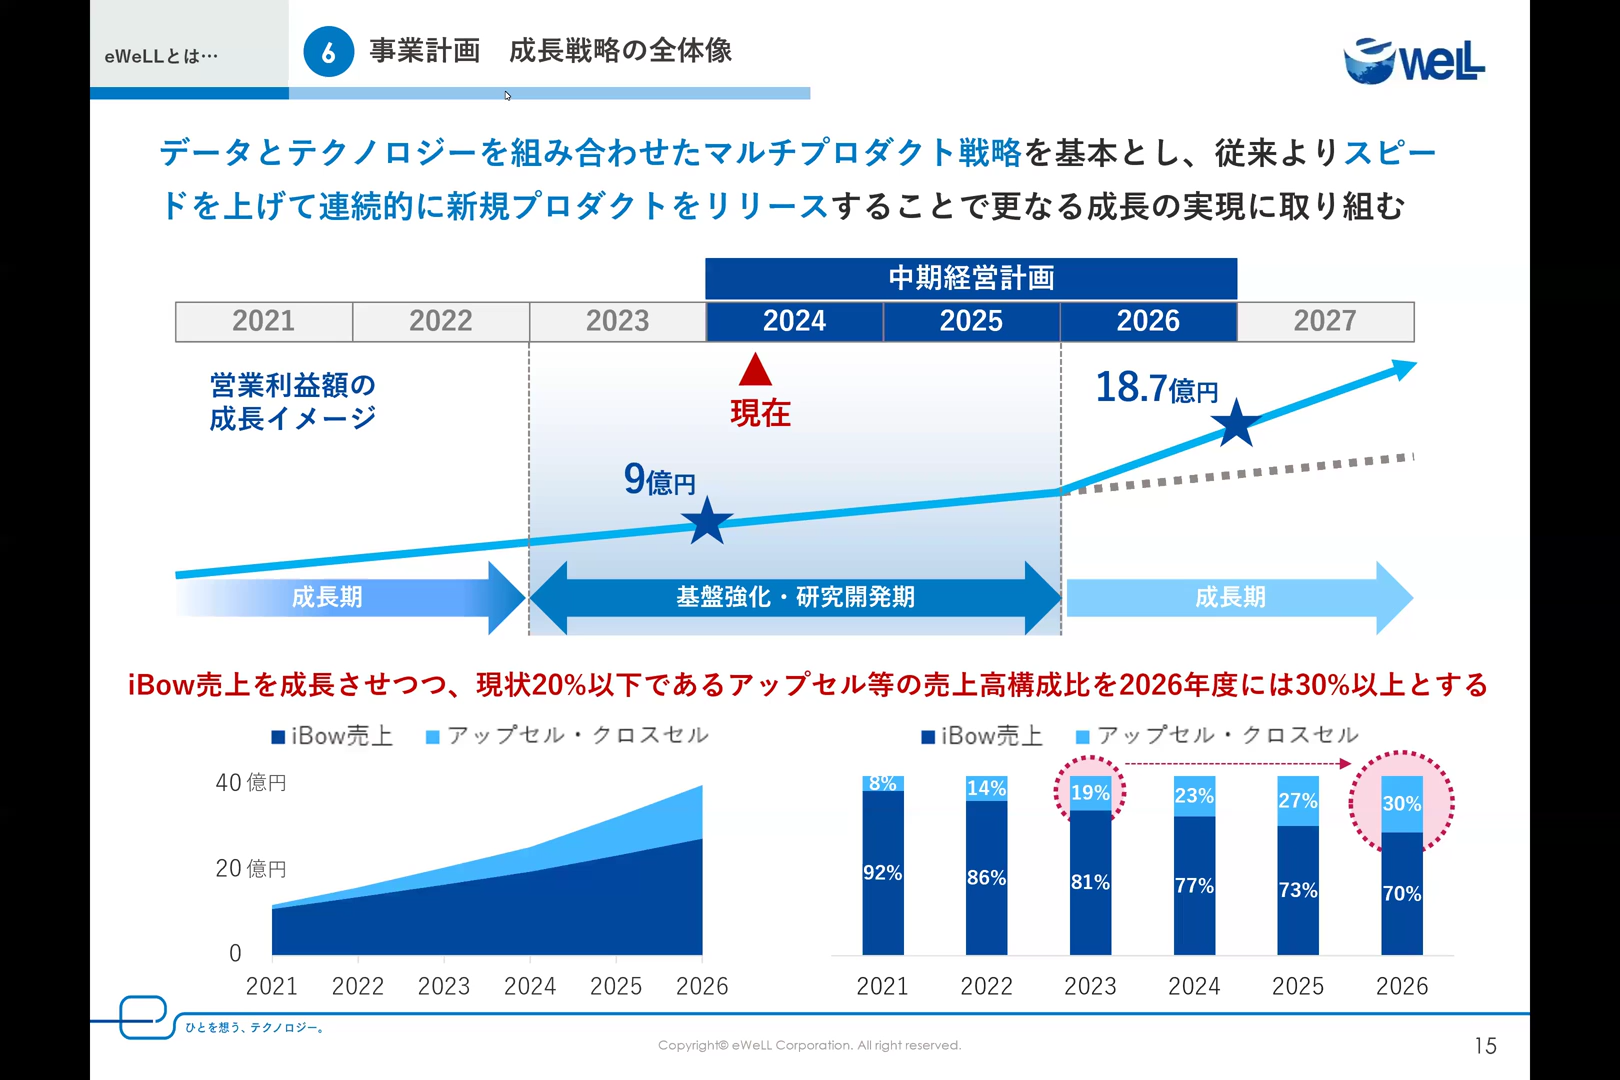 eWeLLとは…
6 事業計画　成長戦略の全体像
eWeLL
データとテクノロジーを組み合わせたマルチプロダクト戦略を基本とし、従来よりスピー
ドを上げて連続的に新規プロダクトをリリースすることで更なる成長の実現に取り組む
中期経営計画
2021 2022 2023 2024 2025 2026 2027
営業利益額の
成長イメージ
現在
18.7億円
9億円
成長期 基盤強化・研究開発期 成長期
iBow売上を成長させつつ、現状20%以下であるアップセル等の売上高構成比を2026年度には30%以上とする
iBow売上 アップセル・クロスセル
40億円
20億円
0
2021 2022 2023 2024 2025 2026
iBow売上 アップセル・クロスセル
8% 14% 19% 23% 27% 30%
92% 86% 81% 77% 73% 70%
2021 2022 2023 2024 2025 2026
ひとを想う、テクノロジー。
Copyright© eWeLL Corporation. All right reserved.
15